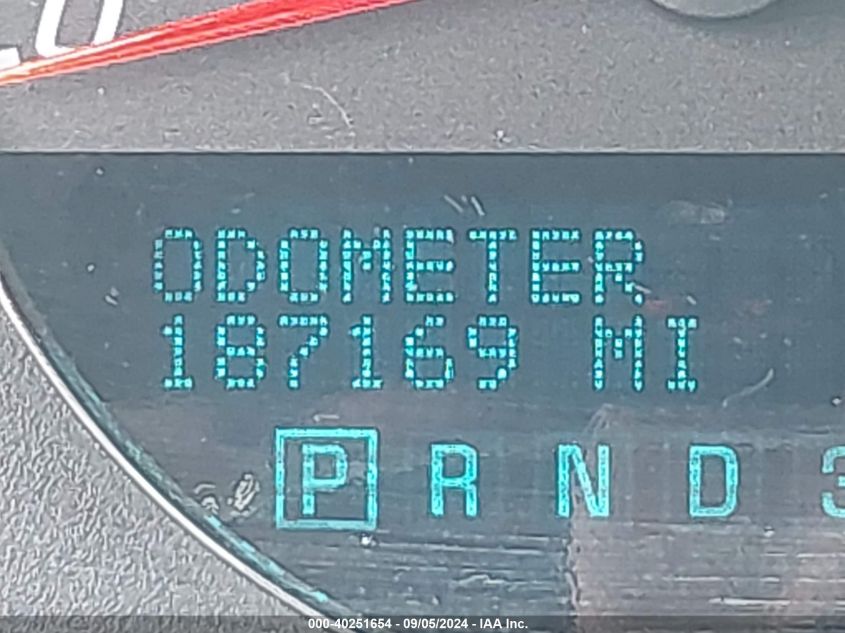 ODOMETER
187169 MI
P R N D 3
000-40251654 - 09/05/2024 - IAA Inc.